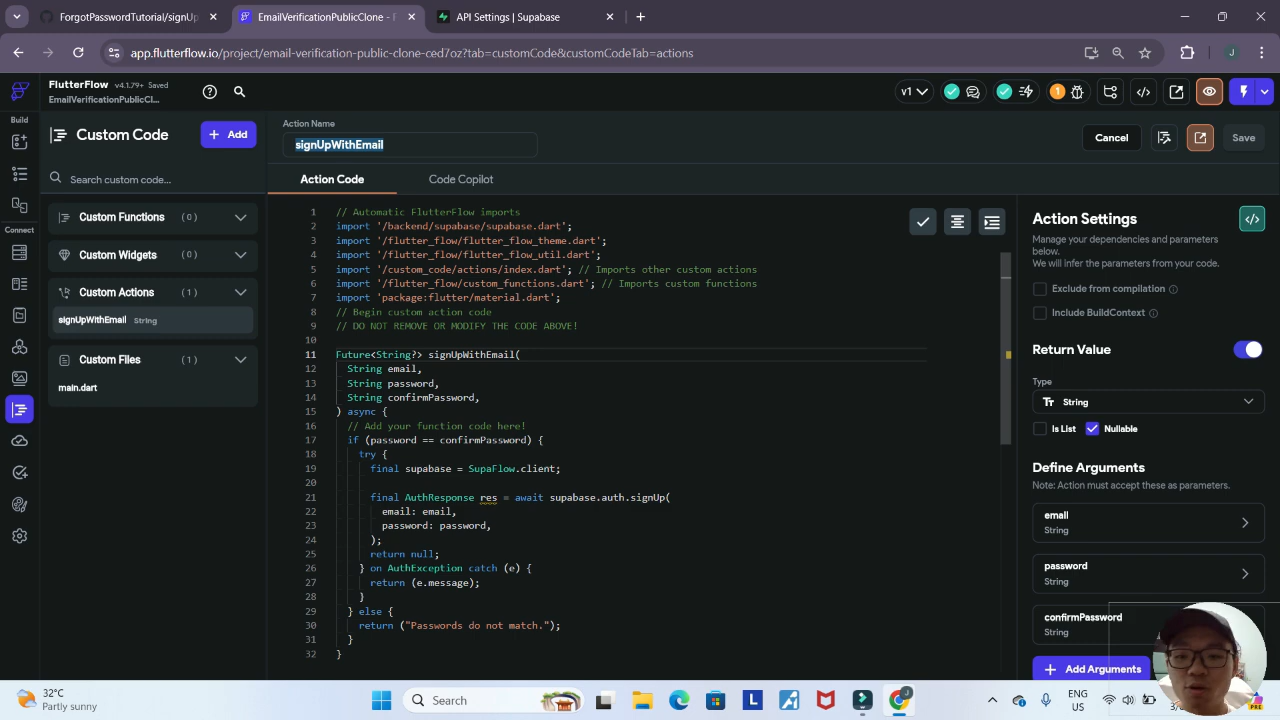 ForgotPasswordTutorial/signUp
EmailVerificationPublicClone - F
API Settings | Supabase
app.flutterflow.io/project/email-verification-public-clone-ced7oz?tab=customCode&customCodeTab=actions
J
FlutterFlow v4.1.79+ Saved
EmailVerificationPublicCl...
v1
1
Build
Connect
Custom Code
+ Add
Search custom code...
Custom Functions (0)
Custom Widgets (0)
Custom Actions (1)
signUpWithEmail String
Custom Files (1)
main.dart
Action Name
signUpWithEmail
Cancel
Save
Action Code
Code Copilot
1 // Automatic FlutterFlow imports
2 import '/backend/supabase/supabase.dart';
3 import '/flutter_flow/flutter_flow_theme.dart';
4 import '/flutter_flow/flutter_flow_util.dart';
5 import '/custom_code/actions/index.dart'; // Imports other custom actions
6 import '/flutter_flow/custom_functions.dart'; // Imports custom functions
7 import 'package:flutter/material.dart';
8 // Begin custom action code
9 // DO NOT REMOVE OR MODIFY THE CODE ABOVE!
10
11 Future<String?> signUpWithEmail(
12 String email,
13 String password,
14 String confirmPassword,
15 ) async {
16 // Add your function code here!
17 if (password == confirmPassword) {
18 try {
19 final supabase = SupaFlow.client;
20
21 final AuthResponse res = await supabase.auth.signUp(
22 email: email,
23 password: password,
24 );
25 return null;
26 } on AuthException catch (e) {
27 return (e.message);
28 }
29 } else {
30 return ("Passwords do not match.");
31 }
32 }
Action Settings
Manage your dependencies and parameters
below.
We will infer the parameters from your code.
Exclude from compilation
Include BuildContext
Return Value
Type
Tт String
Is List
Nullable
Define Arguments
Note: Action must accept these as parameters.
email
String
password
String
confirmPassword
String
+ Add Arguments
32°C
Partly sunny
Search
L
J
ENG
US
PRE